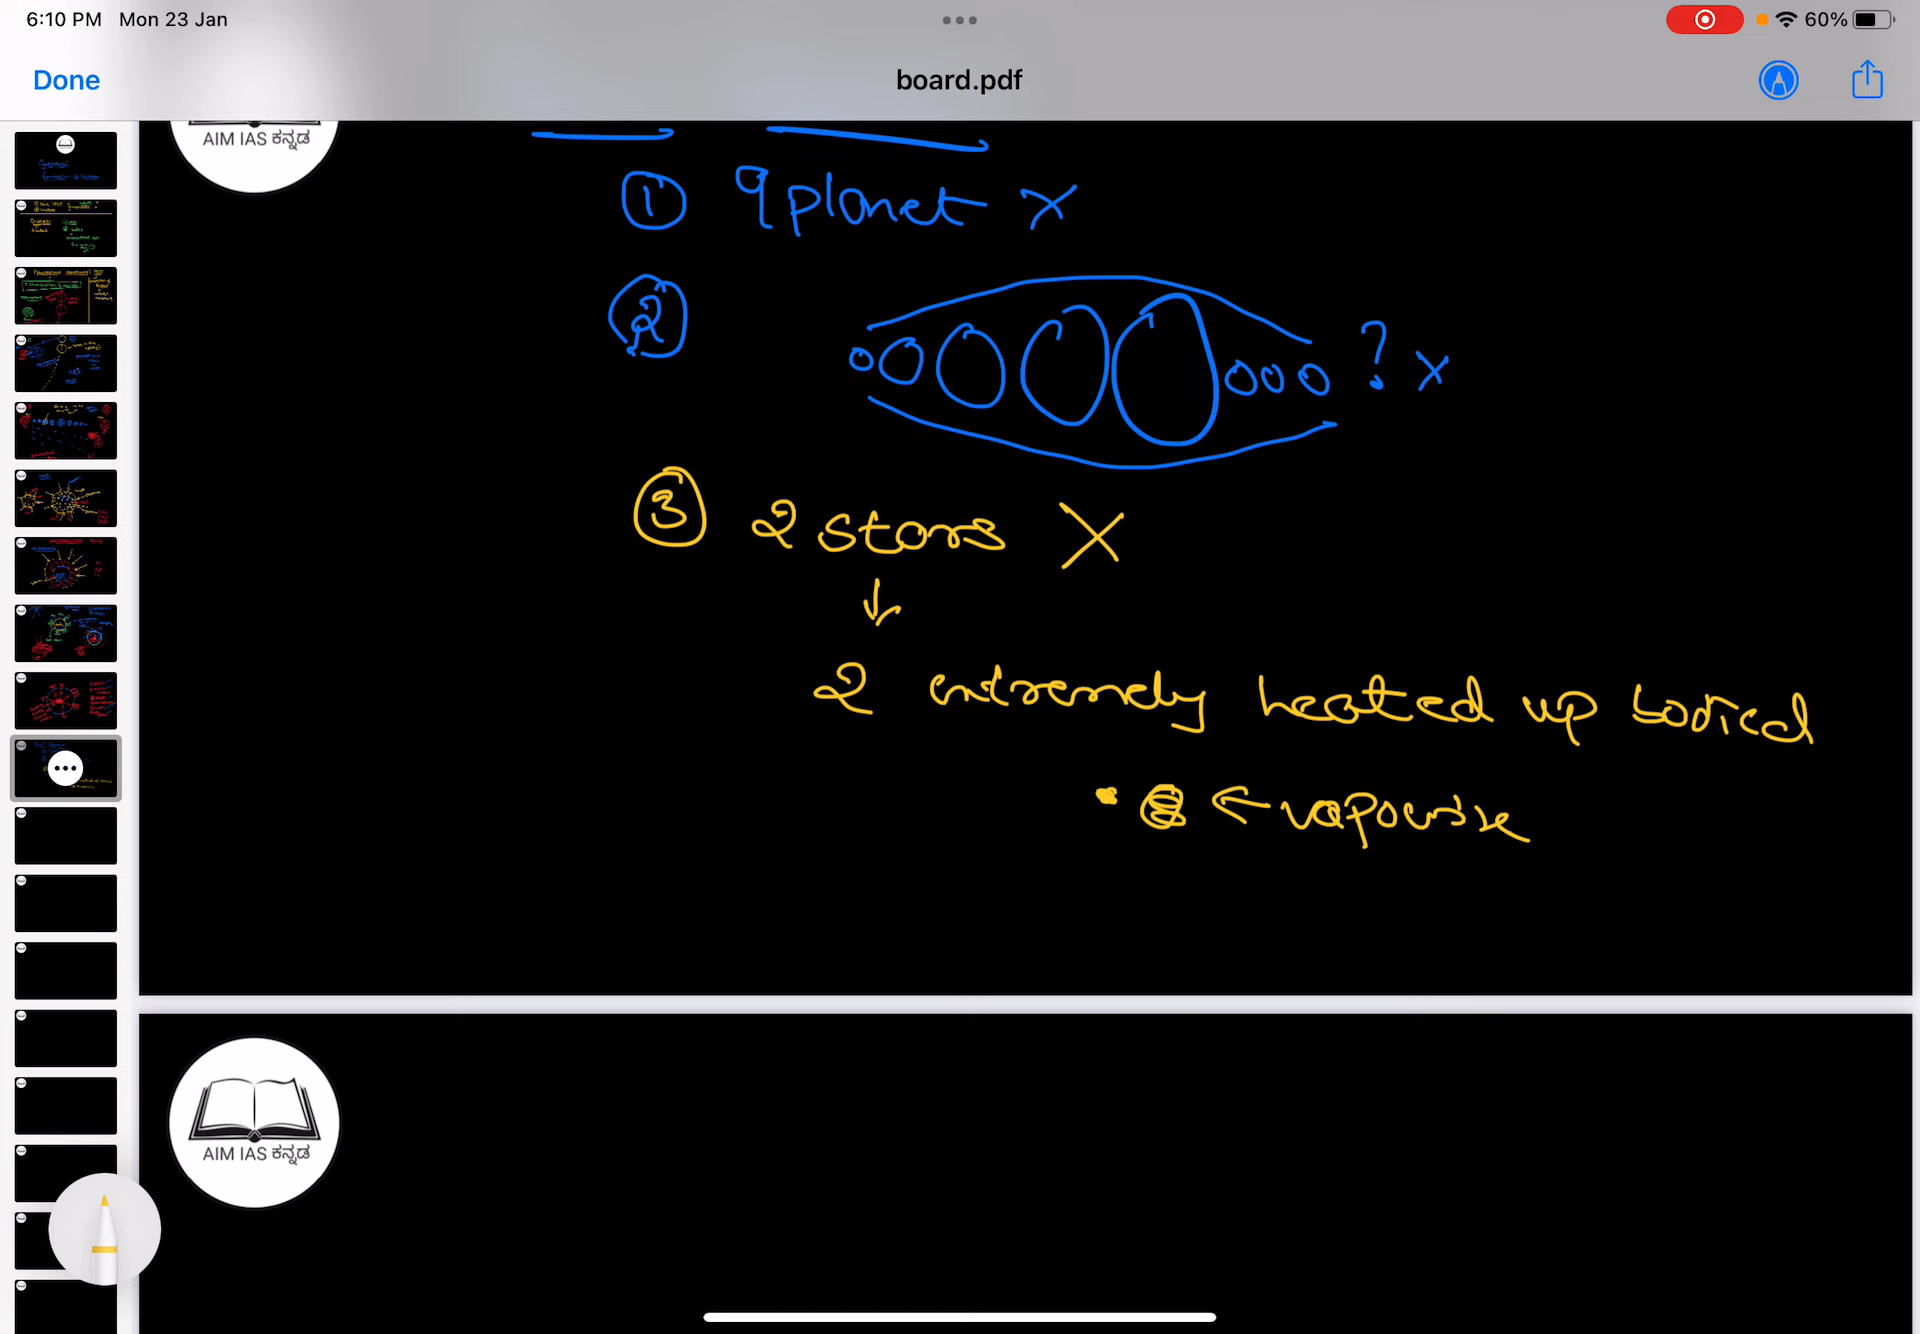 6:10 PM Mon 23 Jan
60%
Done
board.pdf
AIM IAS ಕನ್ನಡ
1 9 planet x
2 ? x
3 2 stars X
2 extremely heated up bodied
vapourise
AIM IAS ಕನ್ನಡ